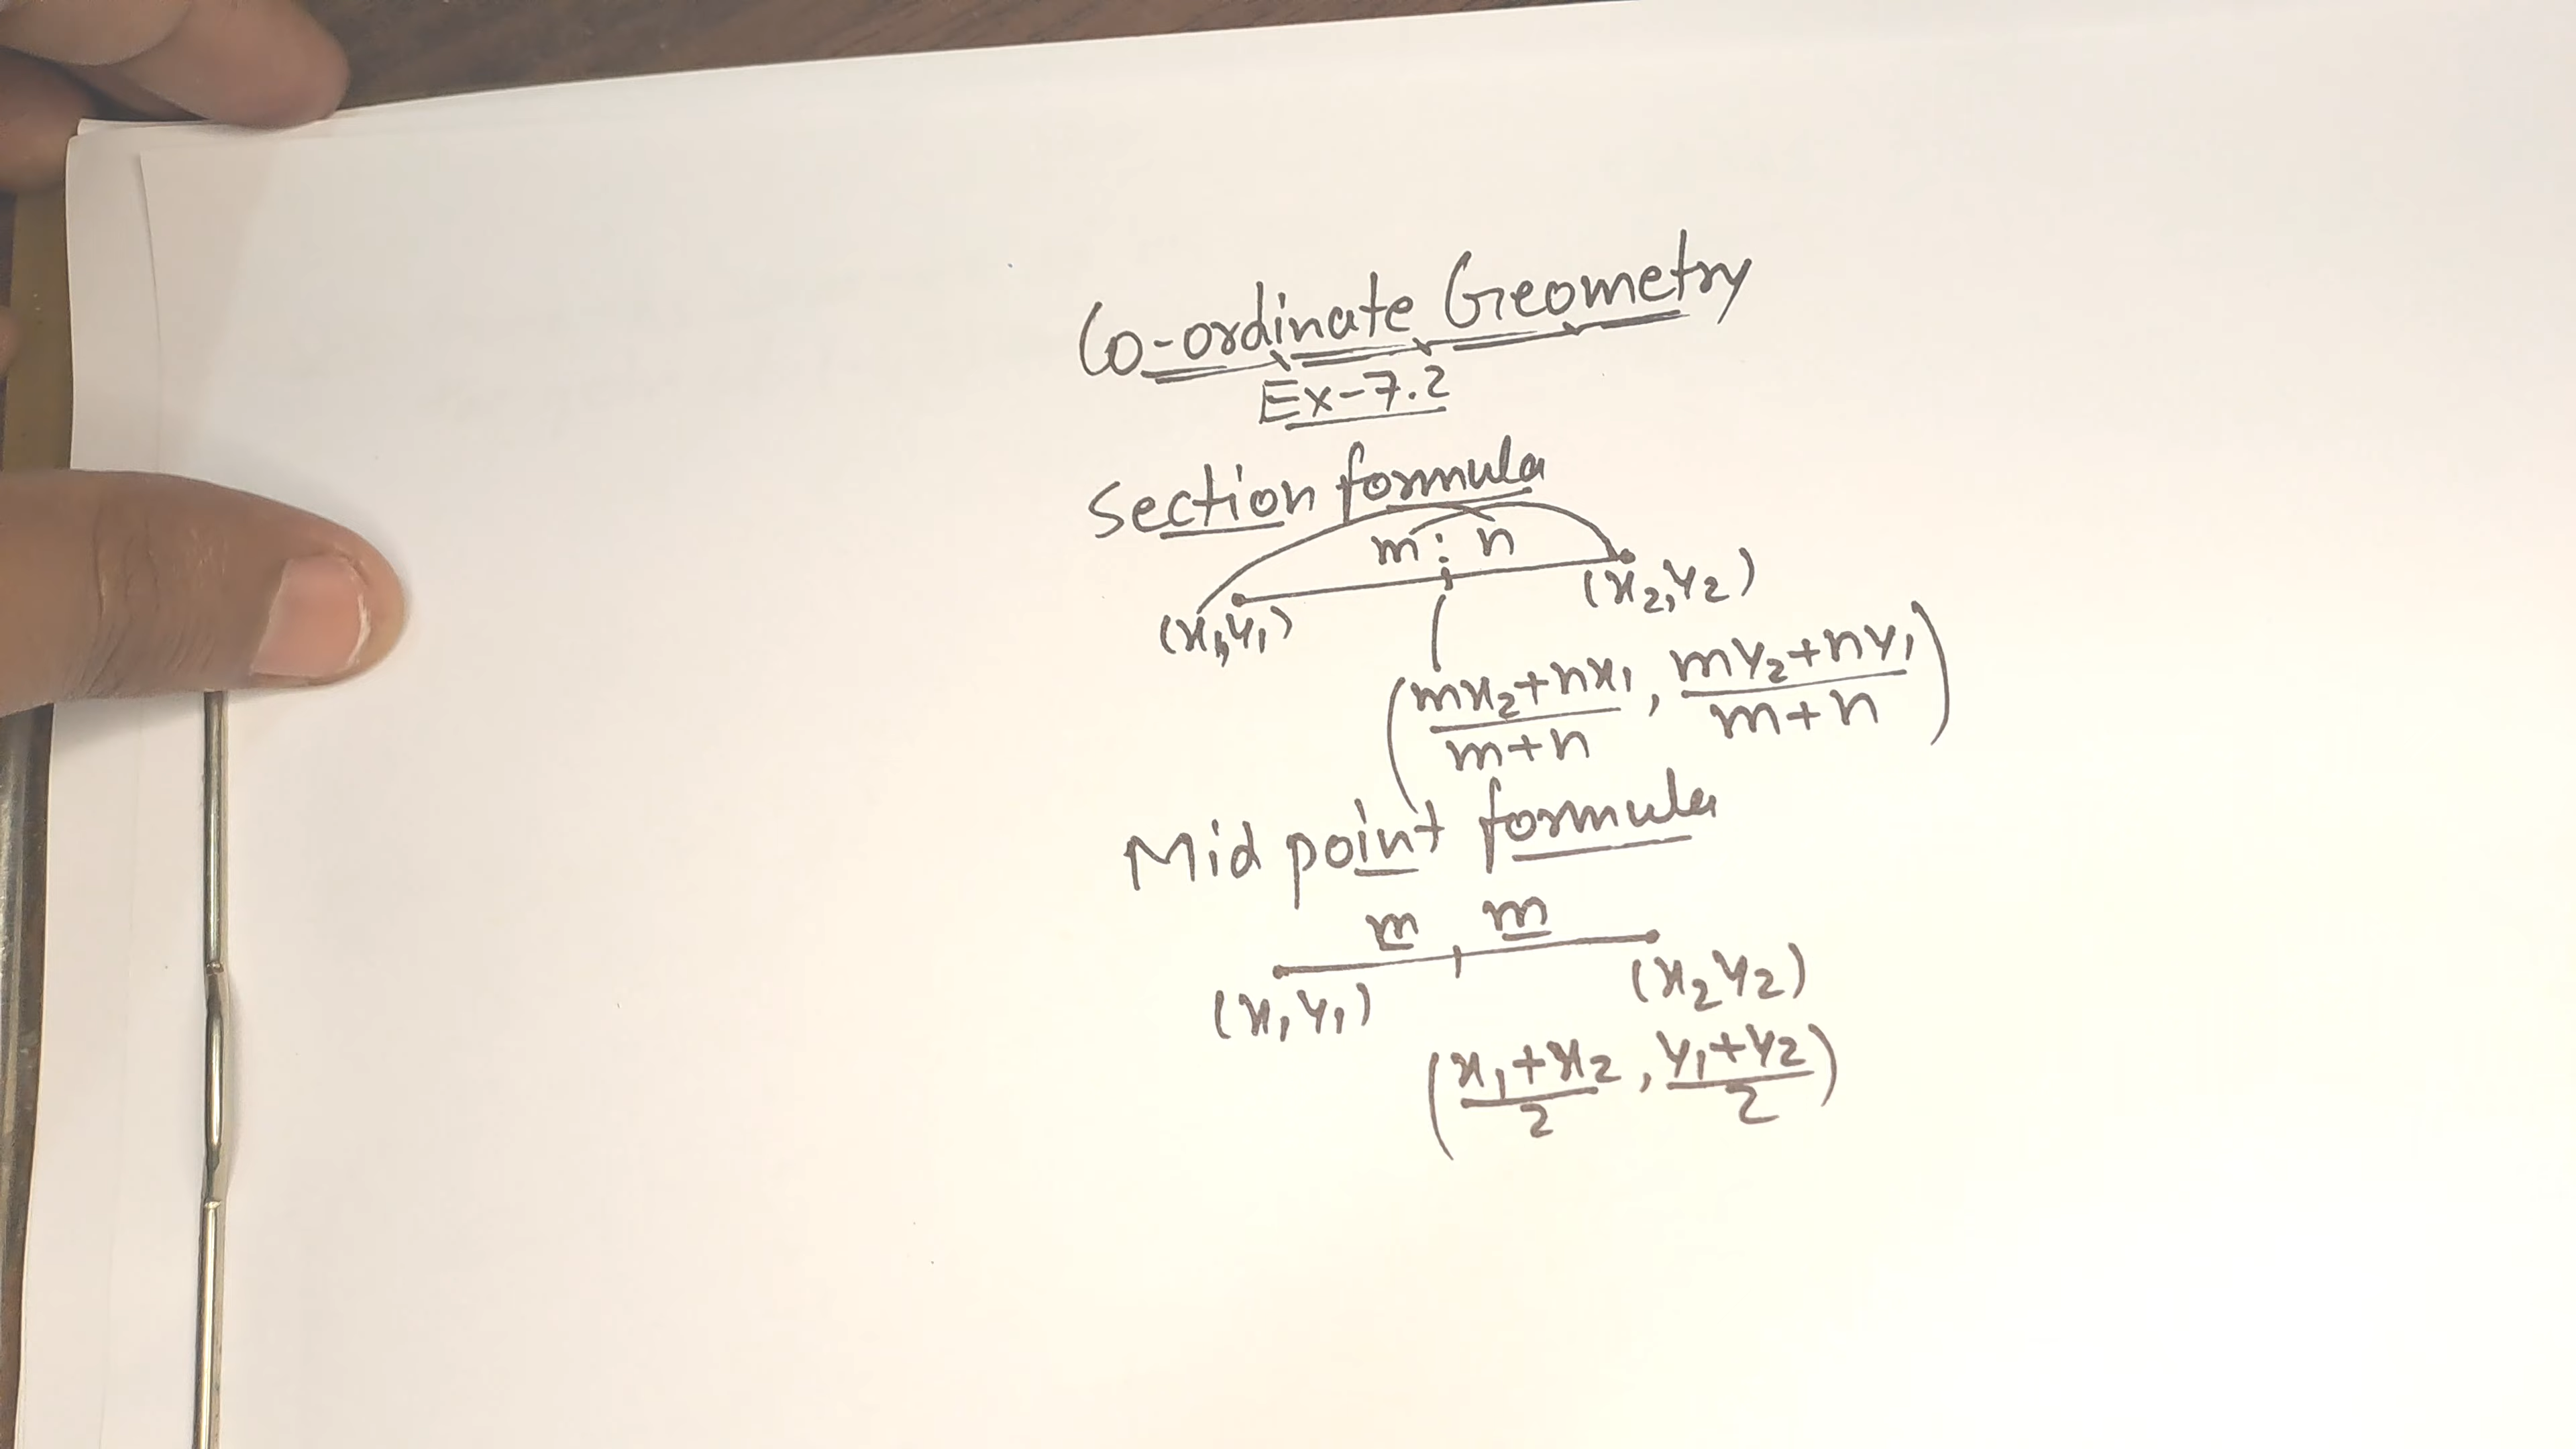 Co-ordinate Geometry
Ex-7.2
Section formula
m : n
(x₁, y₁) (x₂, y₂)
(mx₂+nx₁/m+n, my₂+ny₁/m+n)
Mid point formula
m m
(x₁ y₁) (x₂ y₂)
(x₁+x₂/2, y₁+y₂/2)